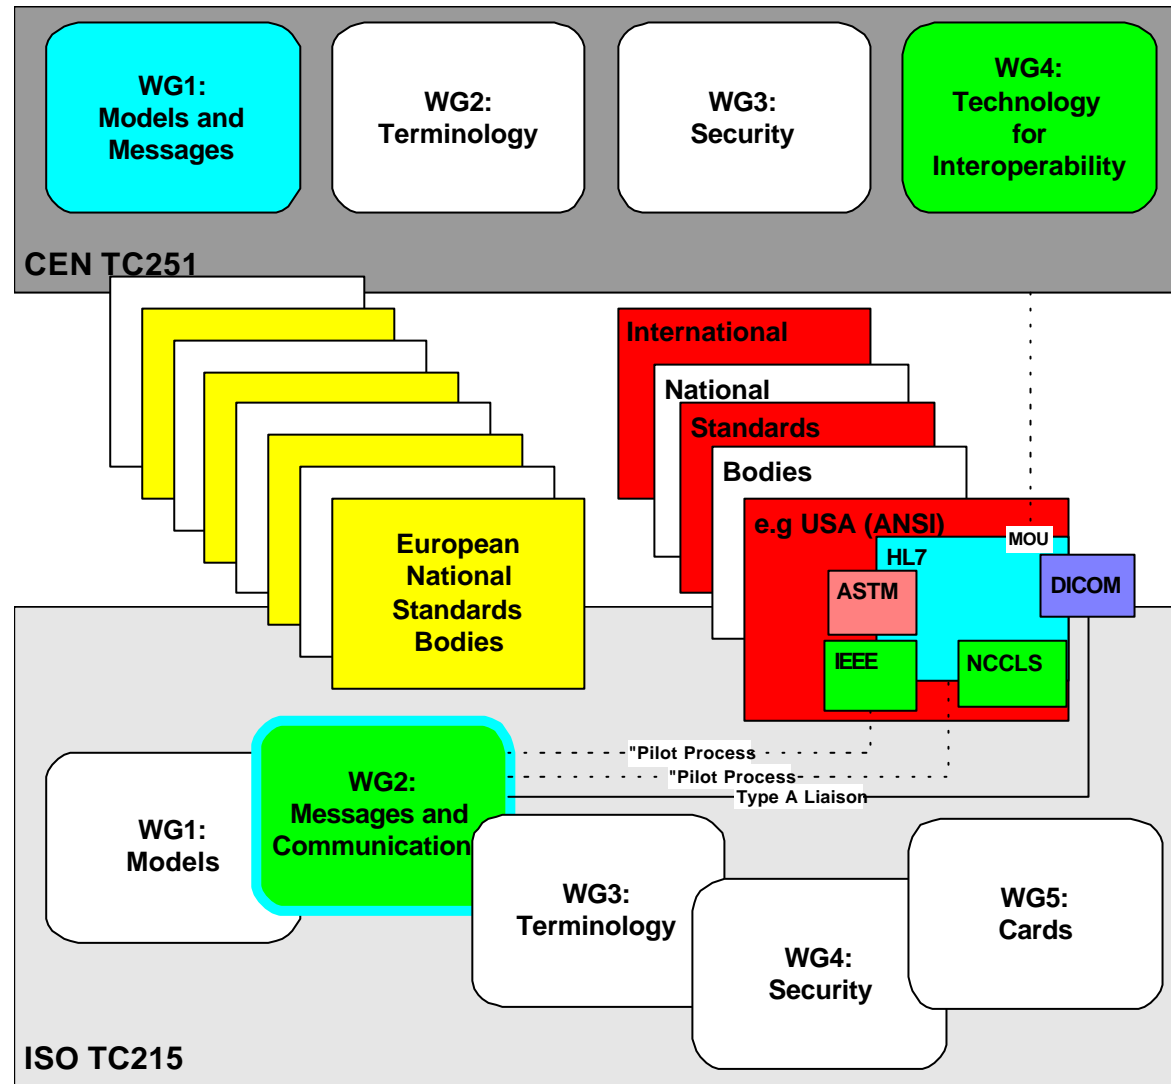 WG1:
Models and
Messages
WG2:
Terminology
WG3:
Security
WG4:
Technology
for
Interoperability
CEN TC251
International
National
Standards
Bodies
e.g USA (ANSI)
MOU
HL7
ASTM
DICOM
IEEE
NCCLS
European
National
Standards
Bodies
"Pilot Process
"Pilot Process
Type A Liaison
WG1:
Models
WG2:
Messages and
Communication
WG3:
Terminology
WG4:
Security
WG5:
Cards
ISO TC215